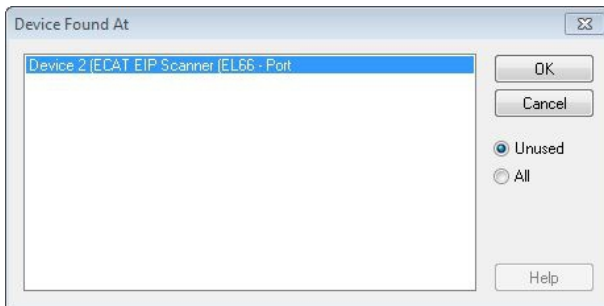 Device Found At
Device 2 (ECAT EIP Scanner (EL66 - Port
OK
Cancel
Unused
All
Help